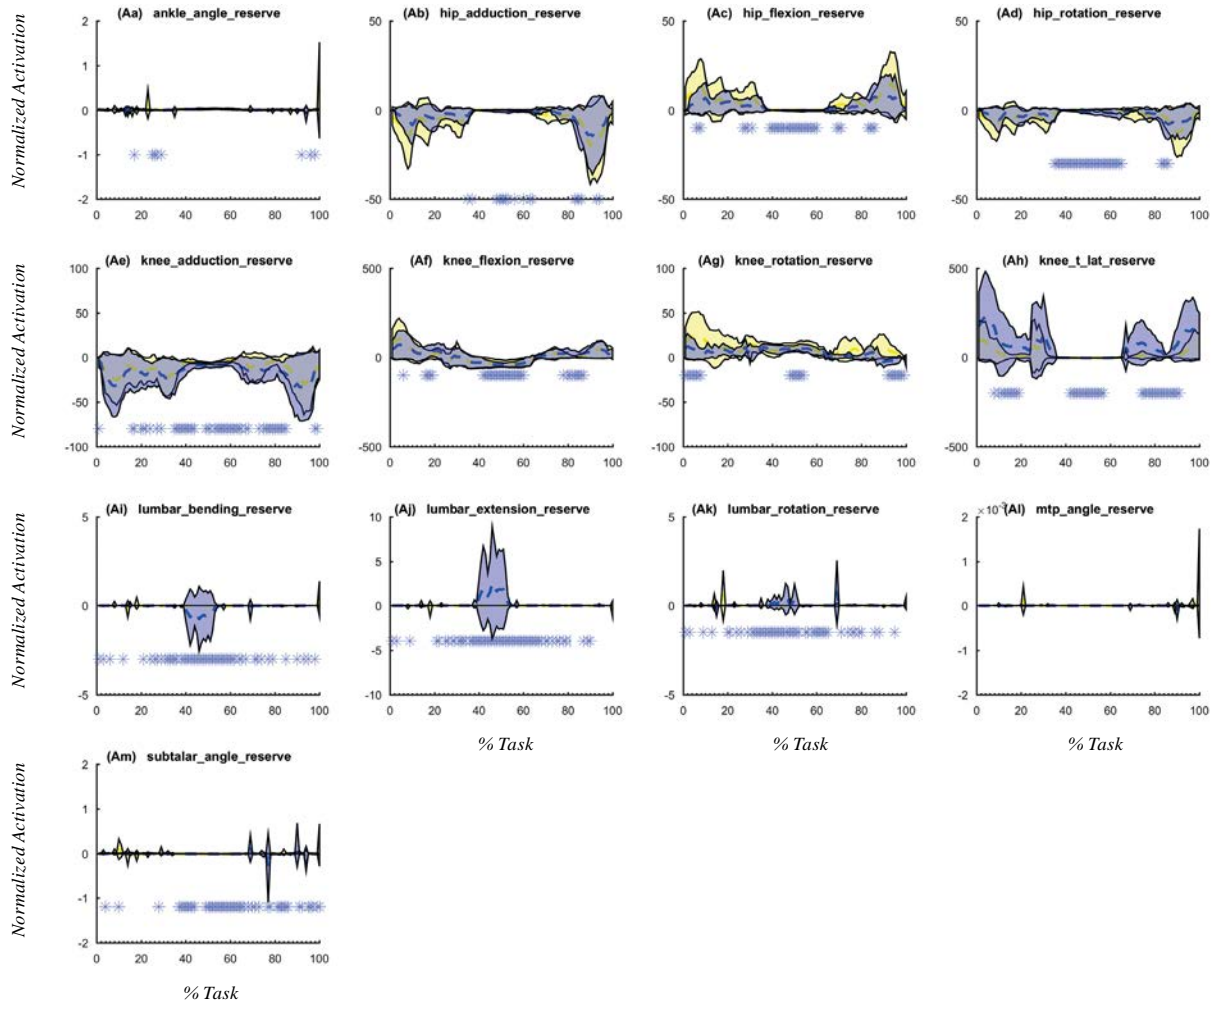 (Aa) ankle_angle_reserve
(Ab) hip_adduction_reserve
(Ac) hip_flexion_reserve
(Ad) hip_rotation_reserve
Normalized Activation
2
1
0
-1
-2
0 20 40 60 80 100
50
0
-50
0 20 40 60 80 100
50
0
-50
0 20 40 60 80 100
50
0
-50
0 20 40 60 80 100
(Ae) knee_adduction_reserve
(Af) knee_flexion_reserve
(Ag) knee_rotation_reserve
(Ah) knee_t_lat_reserve
Normalized Activation
100
50
0
-50
-100
0 20 40 60 80 100
500
0
-500
0 20 40 60 80 100
100
50
0
-50
-100
0 20 40 60 80 100
500
0
-500
0 20 40 60 80 100
(Ai) lumbar_bending_reserve
(Aj) lumbar_extension_reserve
(Ak) lumbar_rotation_reserve
(Al) mtp_angle_reserve
Normalized Activation
5
0
-5
0 20 40 60 80 100
10
5
0
-5
-10
0 20 40 60 80 100
5
0
-5
0 20 40 60 80 100
2
1
0
-1
-2
0 20 40 60 80 100
% Task
% Task
% Task
(Am) subtalar_angle_reserve
Normalized Activation
2
1
0
-1
-2
0 20 40 60 80 100
% Task